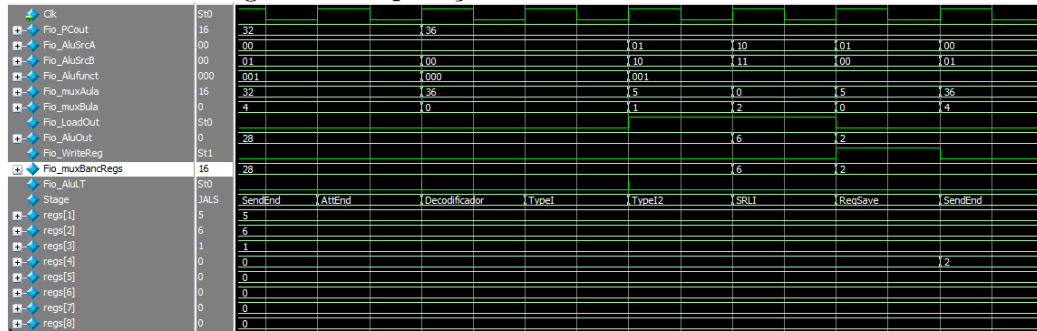 Clk St0
Fio_PCout 16 32 36
Fio_AluSrcA 00 00 01 10 01 00
Fio_AluSrcB 00 01 00 10 11 00 01
Fio_Alufunct 000 001 000 001
Fio_muxAula 16 32 36 5 0 5 36
Fio_muxBula 0 4 0 1 2 0 4
Fio_LoadOut St0
Fio_AluOut 0 28 6 2
Fio_WriteReg St1
Fio_muxBancRegs 16 28 6 2
Fio_AluLT St0
Stage JALS SendEnd AttEnd Decodificador TypeI TypeI2 SRLI RegSave SendEnd
regs[1] 5 5
regs[2] 6 6
regs[3] 1 1
regs[4] 0 0 2
regs[5] 0 0
regs[6] 0 0
regs[7] 0 0
regs[8] 0 0